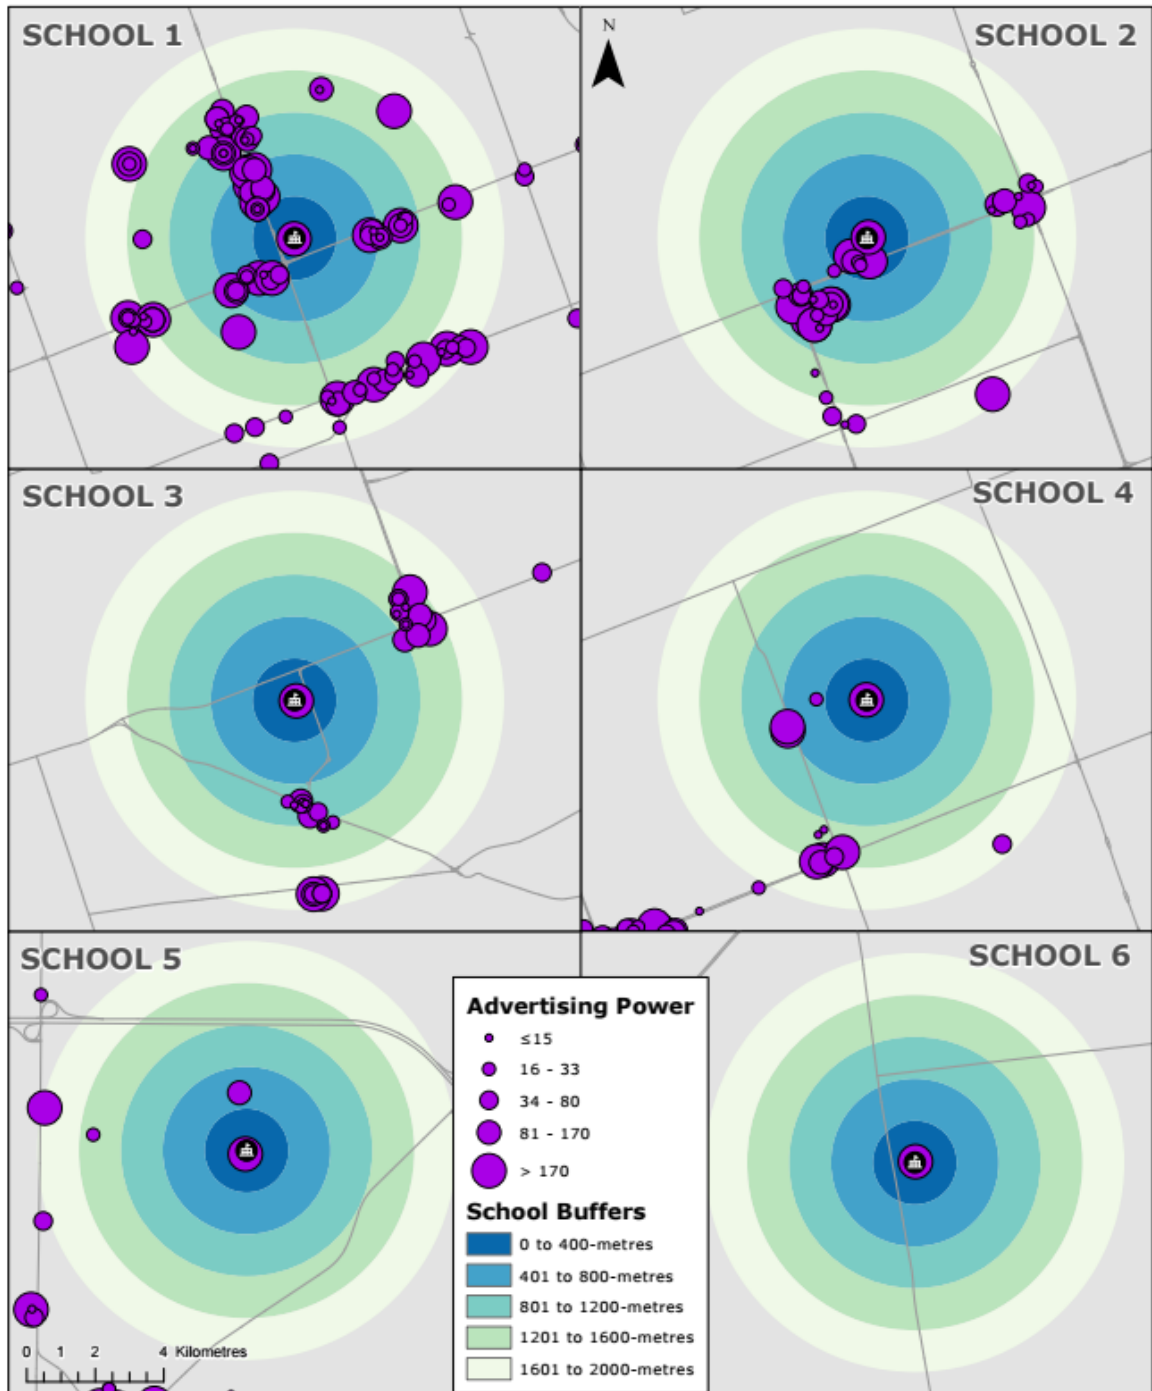 SCHOOL 1
N
SCHOOL 2
SCHOOL 3
SCHOOL 4
SCHOOL 5
SCHOOL 6
Advertising Power
≤15
16 - 33
34 - 80
81 - 170
> 170
School Buffers
0 to 400-metres
401 to 800-metres
801 to 1200-metres
1201 to 1600-metres
1601 to 2000-metres
0 1 2 4 Kilometres